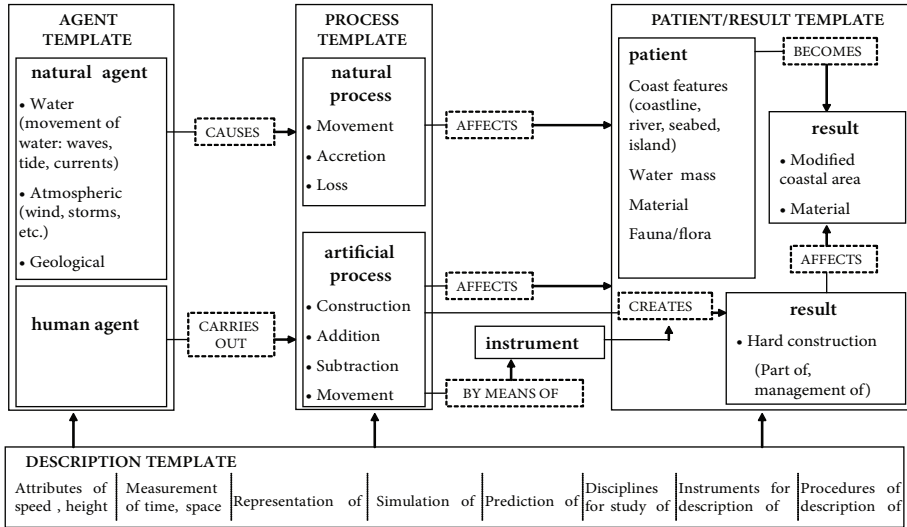 AGENT
TEMPLATE
natural agent
• Water
(movement of
water: waves,
tide, currents)
• Atmospheric
(wind, storms,
etc.)
• Geological
human agent
CAUSES
CARRIES
OUT
PROCESS
TEMPLATE
natural
process
• Movement
• Accretion
• Loss
artificial
process
• Construction
• Addition
• Subtraction
• Movement
AFFECTS
AFFECTS
instrument
BY MEANS OF
PATIENT/RESULT TEMPLATE
patient
Coast features
(coastline,
river, seabed,
island)
Water mass
Material
Fauna/flora
BECOMES
result
• Modified
coastal area
• Material
AFFECTS
CREATES
result
• Hard construction
(Part of,
management of)
DESCRIPTION TEMPLATE
Attributes of
speed , height
Measurement
of time, space
Representation of
Simulation of
Prediction of
Disciplines
for study of
Instruments for
description of
Procedures of
description of